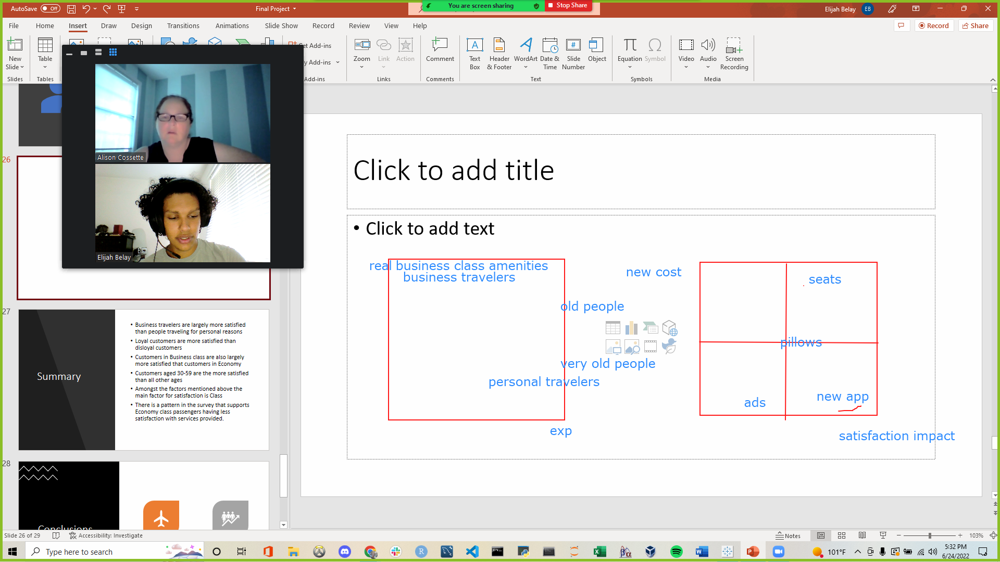 AutoSave Off
Final Project
You are screen sharing
Stop Share
Elijah Belay
EB
File Home Insert Draw Design Transitions Animations Slide Show Record Review View Help
Record
Share
New Slide
Table
Get Add-ins
y Add-ins
Zoom
Link
Action
Comment
Text Box
Header & Footer
WordArt
Date & Time
Slide Number
Object
Equation
Symbol
Video
Audio
Screen Recording
Slides
Tables
Add-ins
Links
Comments
Text
Symbols
Media
Alison Cossette
Elijah Belay
26
27
Summary
• Business travelers are largely more satisfied
than people traveling for personal reasons
• Loyal customers are more satisfied than
disloyal customers
• Customers in Business class are also largely
more satisfied that customers in Economy
• Customers aged 30-59 are the more satisfied
than all other ages
• Amongst the factors mentioned above the
main factor for satisfaction is Class
• There is a pattern in the survey that supports
Economy class passengers having less
satisfaction with services provided.
28
Conclusions
Click to add title
• Click to add text
real business class amenities
business travelers
new cost
seats
old people
pillows
very old people
personal travelers
ads
new app
exp
satisfaction impact
Slide 26 of 29
Accessibility: Investigate
Notes
103%
Type here to search
101°F
5:32 PM
6/24/2022